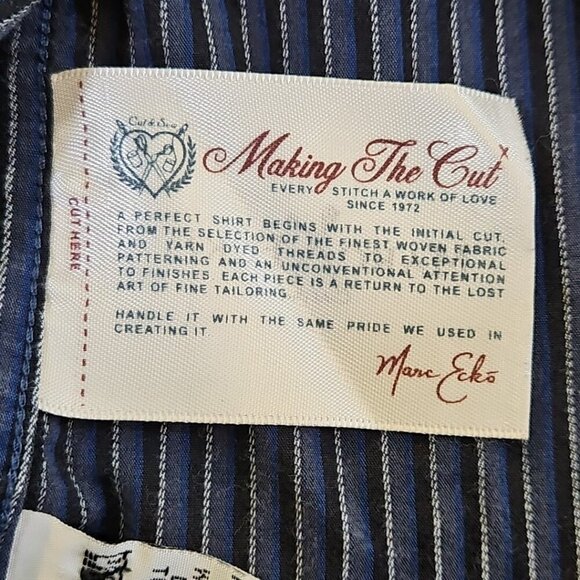 Cut & Sew
Making The Cut
EVERY STITCH A WORK OF LOVE
SINCE 1972
CUT HERE
A PERFECT SHIRT BEGINS WITH THE INITIAL CUT,
FROM THE SELECTION OF THE FINEST WOVEN FABRIC
AND YARN DYED THREADS TO EXCEPTIONAL
PATTERNING AND AN UNCONVENTIONAL ATTENTION
TO FINISHES. EACH PIECE IS A RETURN TO THE LOST
ART OF FINE TAILORING.
HANDLE IT WITH THE SAME PRIDE WE USED IN
CREATING IT.
Marc Eckō